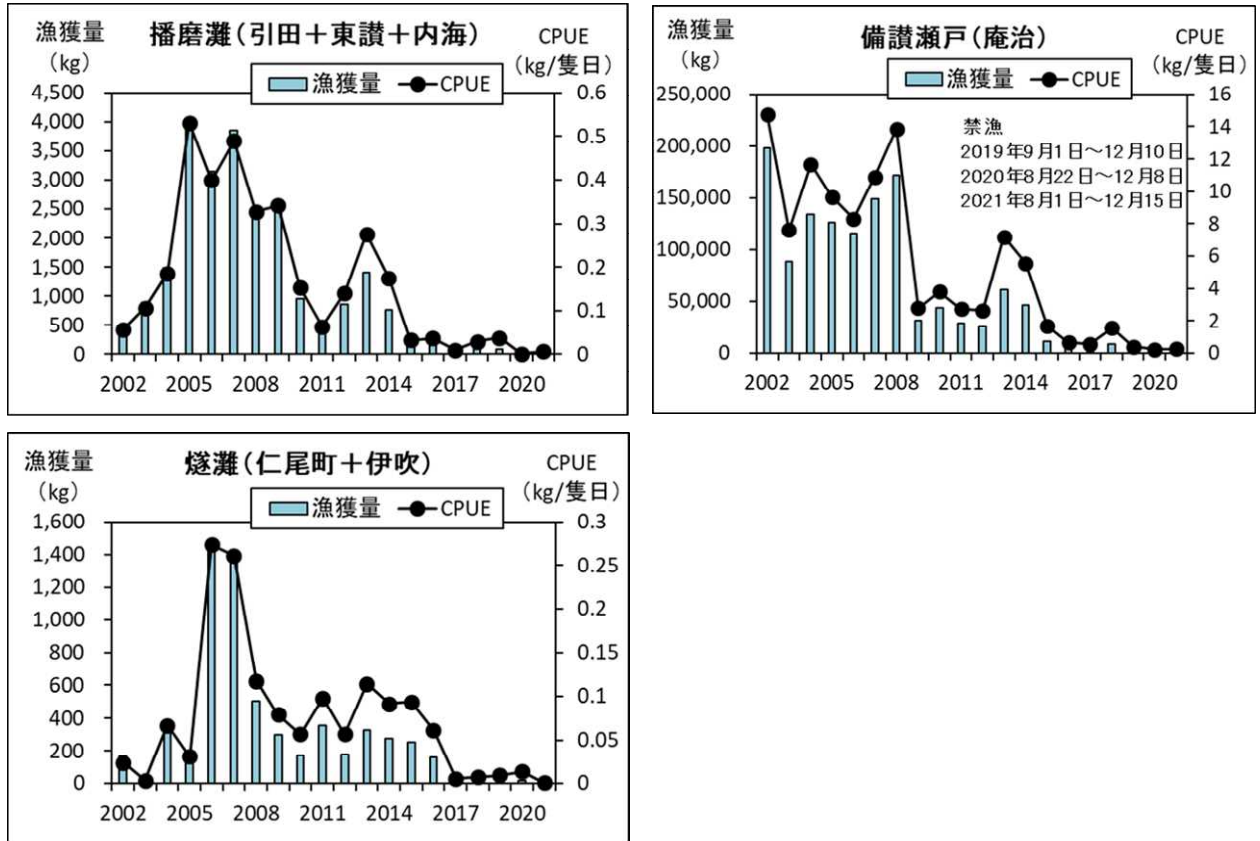 播磨灘(引田+東讃+内海)
漁獲量
(kg)
CPUE
(kg/隻日)
漁獲量 CPUE
4,500
4,000
3,500
3,000
2,500
2,000
1,500
1,000
500
0
0.6
0.5
0.4
0.3
0.2
0.1
0
2002 2005 2008 2011 2014 2017 2020
備讃瀬戸(庵治)
漁獲量
(kg)
CPUE
(kg/隻日)
漁獲量 CPUE
250,000
200,000
150,000
100,000
50,000
0
16
14
12
10
8
6
4
2
0
禁漁
2019年9月1日~12月10日
2020年8月22日~12月8日
2021年8月1日~12月15日
2002 2005 2008 2011 2014 2017 2020
燧灘(仁尾町+伊吹)
漁獲量
(kg)
CPUE
(kg/隻日)
漁獲量 CPUE
1,600
1,400
1,200
1,000
800
600
400
200
0
0.3
0.25
0.2
0.15
0.1
0.05
0
2002 2005 2008 2011 2014 2017 2020